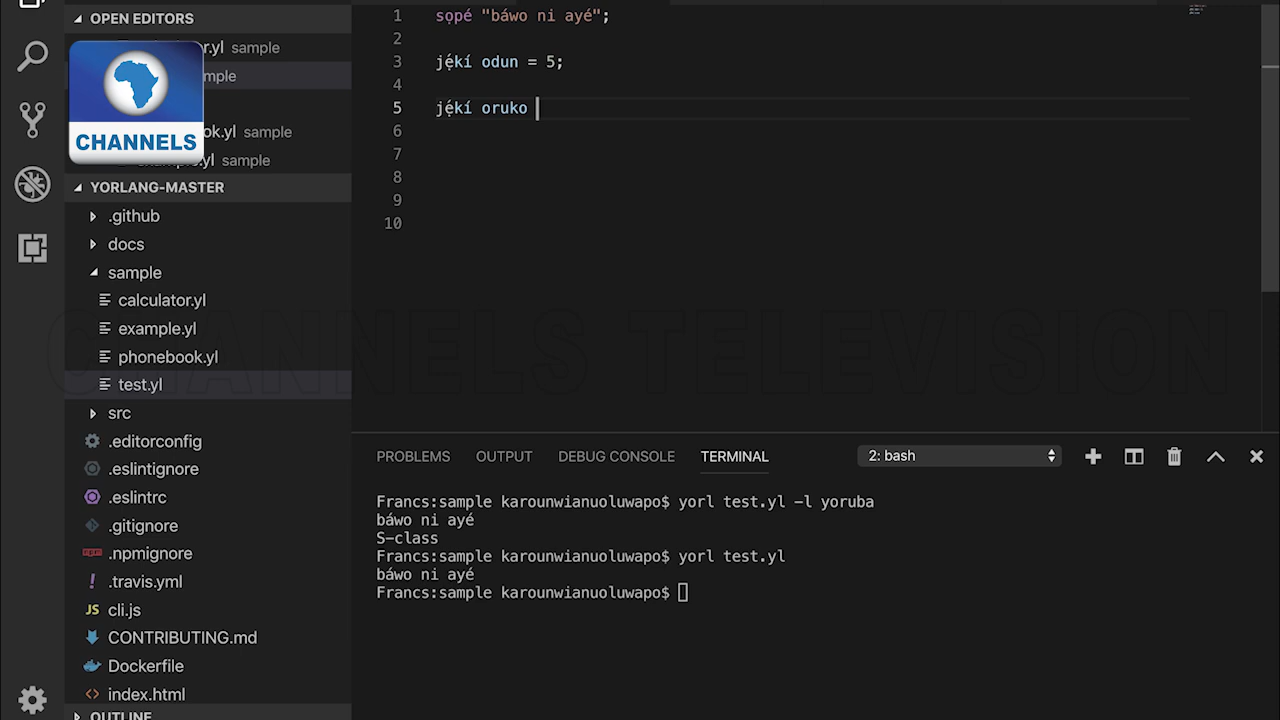 OPEN EDITORS
r.yl sample
mple
CHANNELS
ok.yl sample
example.yl sample
YORLANG-MASTER
.github
docs
sample
calculator.yl
example.yl
phonebook.yl
test.yl
src
.editorconfig
.eslintignore
.eslintrc
.gitignore
.npmignore
.travis.yml
JS cli.js
CONTRIBUTING.md
Dockerfile
index.html
OUTLINE
1 sọpé "báwo ni ayé";
2
3 jẹ́kí odun = 5;
4
5 jẹ́kí oruko
6
7
8
9
10
CHANNELS TELEVISION
PROBLEMS OUTPUT DEBUG CONSOLE TERMINAL 2: bash
Francs:sample karounwianuoluwapo$ yorl test.yl -l yoruba
báwo ni ayé
S-class
Francs:sample karounwianuoluwapo$ yorl test.yl
báwo ni ayé
Francs:sample karounwianuoluwapo$